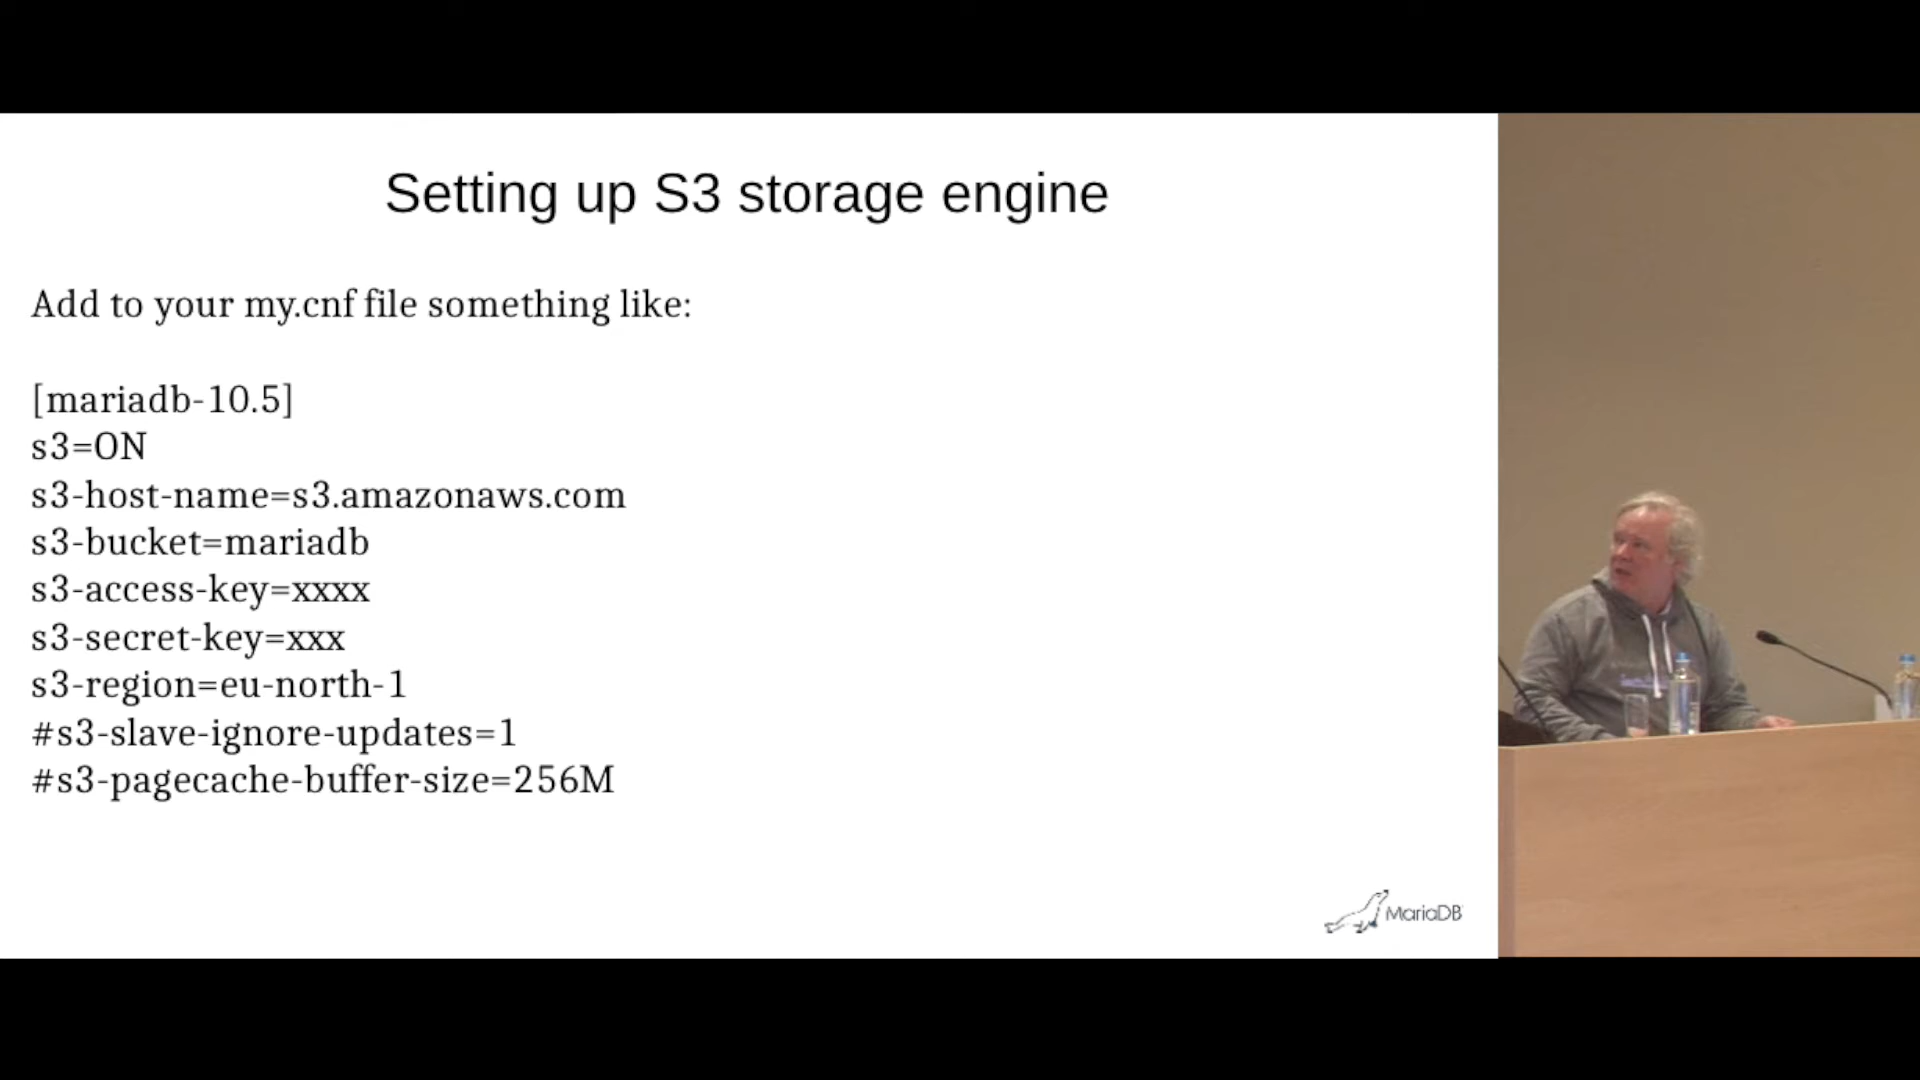 Setting up S3 storage engine
Add to your my.cnf file something like:
[mariadb-10.5]
s3=ON
s3-host-name=s3.amazonaws.com
s3-bucket=mariadb
s3-access-key=xxxx
s3-secret-key=xxx
s3-region=eu-north-1
#s3-slave-ignore-updates=1
#s3-pagecache-buffer-size=256M
MariaDB